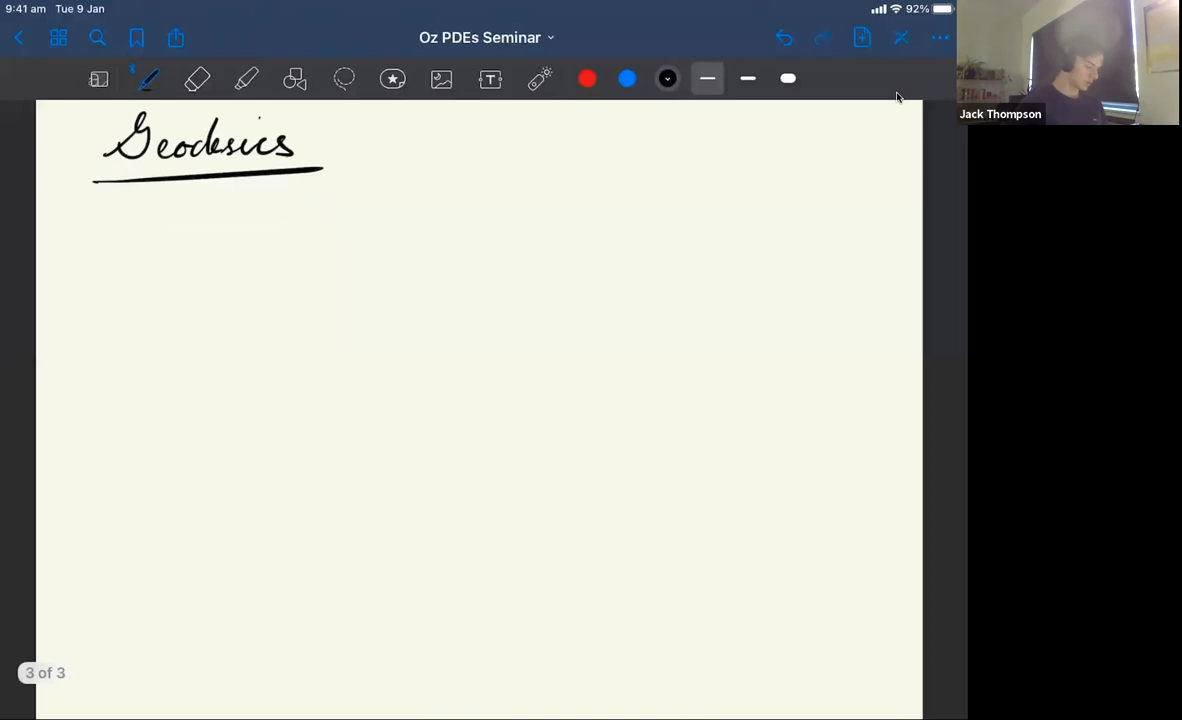 9:41 am Tue 9 Jan 92%
Oz PDEs Seminar
T
Geodesics
Jack Thompson
3 of 3